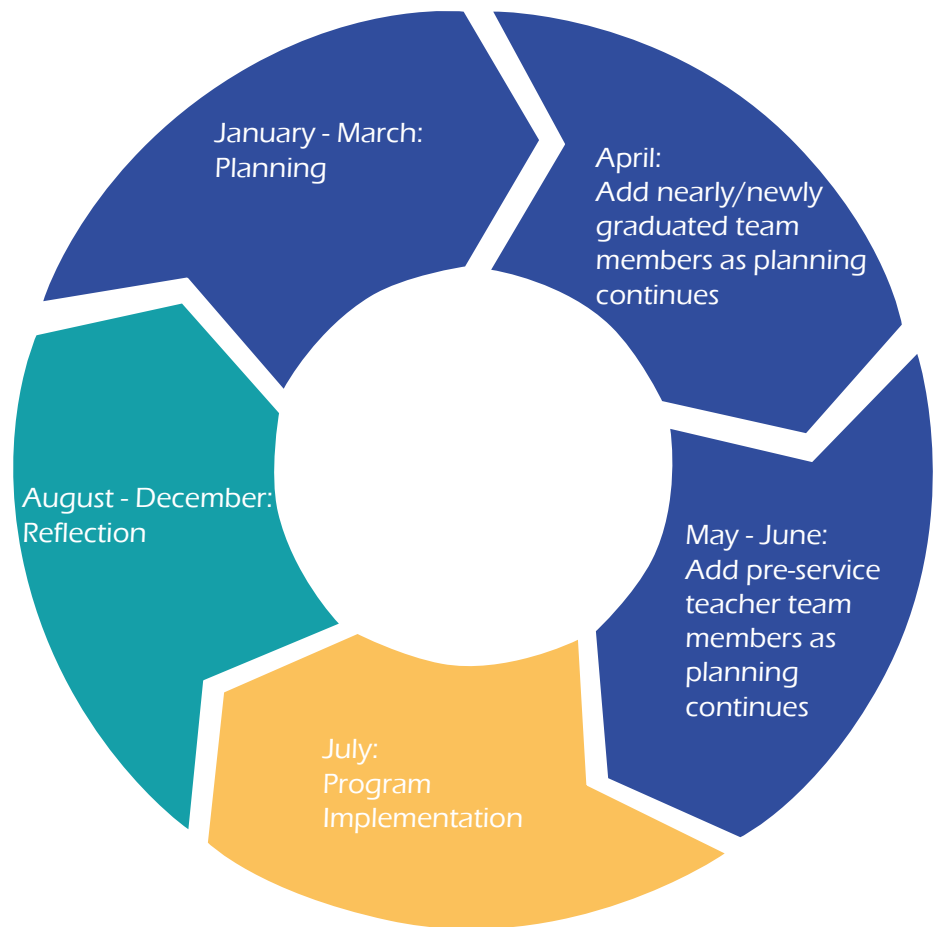 January - March:
Planning
April:
Add nearly/newly
graduated team
members as planning
continues
May - June:
Add pre-service
teacher team
members as
planning
continues
July:
Program
Implementation
August - December:
Reflection